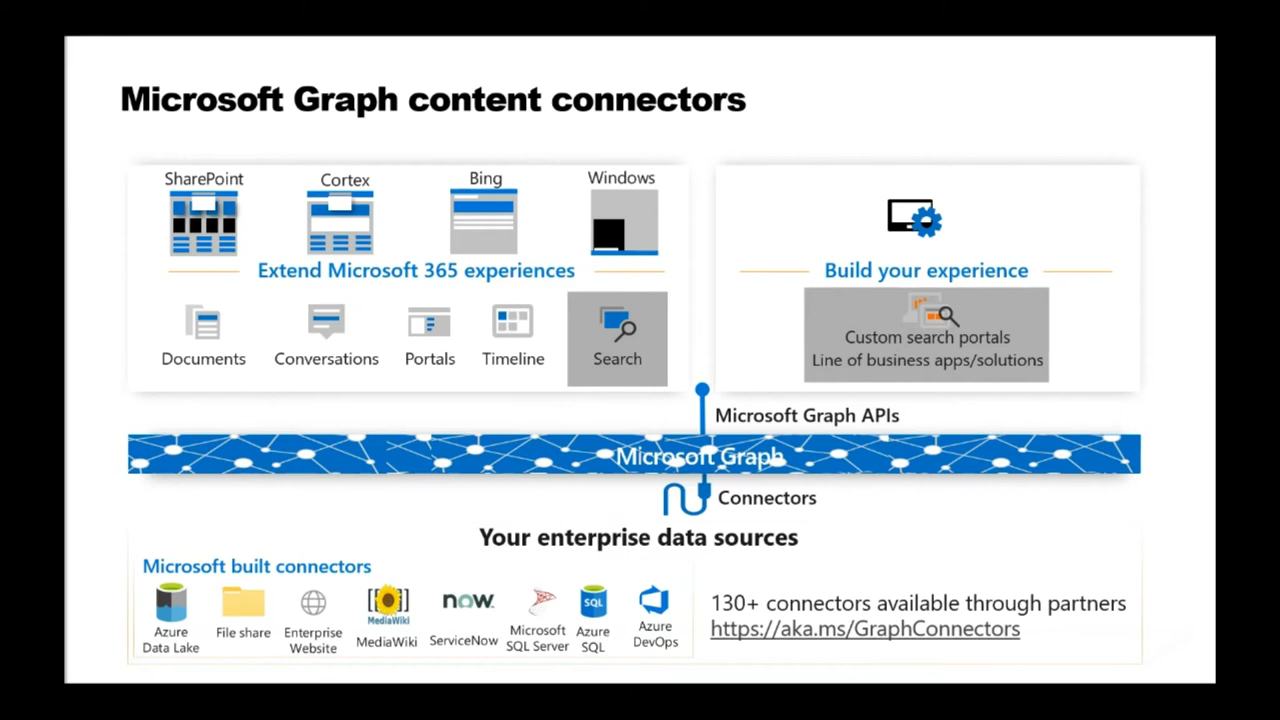 Microsoft Graph content connectors
SharePoint
Cortex
Bing
Windows
Extend Microsoft 365 experiences
Documents
Conversations
Portals
Timeline
Search
Build your experience
Custom search portals
Line of business apps/solutions
Microsoft Graph APIs
Microsoft Graph
Connectors
Your enterprise data sources
Microsoft built connectors
Azure
Data Lake
File share
Enterprise
Website
MediaWiki
MediaWiki
now
ServiceNow
Microsoft
SQL Server
SQL
Azure
SQL
Azure
DevOps
130+ connectors available through partners
https://aka.ms/GraphConnectors